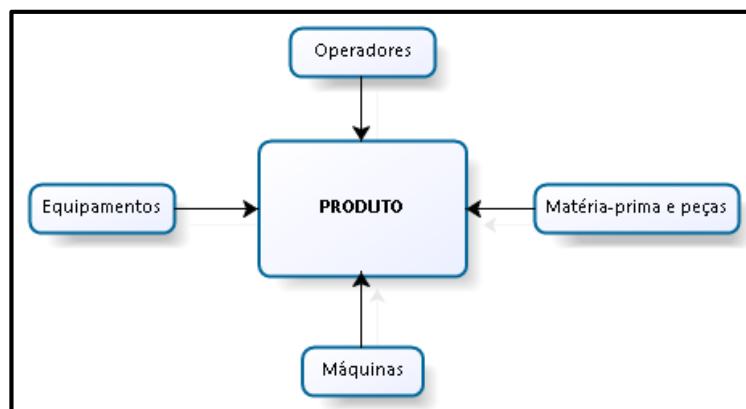 Operadores
Equipamentos
PRODUTO
Matéria-prima e peças
Máquinas